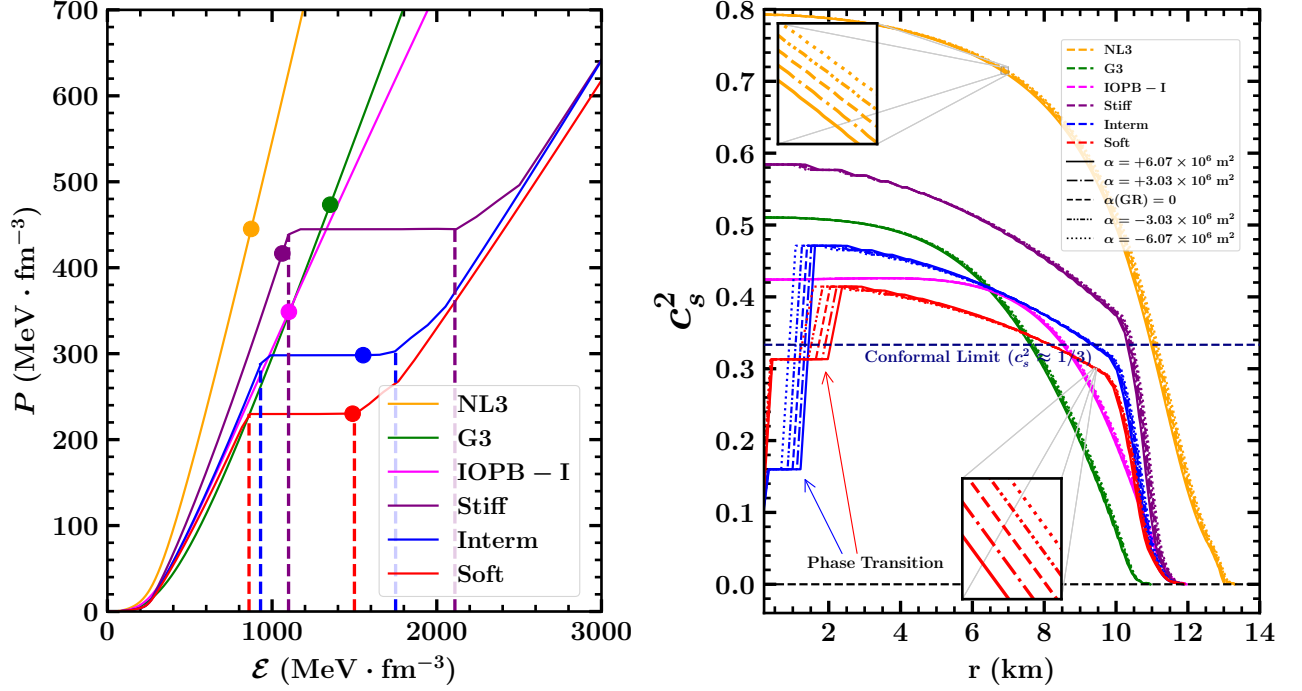 700
600
500
400
300
200
100
0
P (MeV · fm⁻³)
0
1000
2000
3000
ℰ (MeV · fm⁻³)
NL3
G3
IOPB − I
Stiff
Interm
Soft
0.8
0.7
0.6
0.5
0.4
0.3
0.2
0.1
0.0
C_s^2
NL3
G3
IOPB − I
Stiff
Interm
Soft
α = +6.07 × 10⁶ m²
α = +3.03 × 10⁶ m²
α(GR) = 0
α = −3.03 × 10⁶ m²
α = −6.07 × 10⁶ m²
Conformal Limit (c_s^2 ≈ 1/3)
Phase Transition
2
4
6
8
10
12
14
r (km)